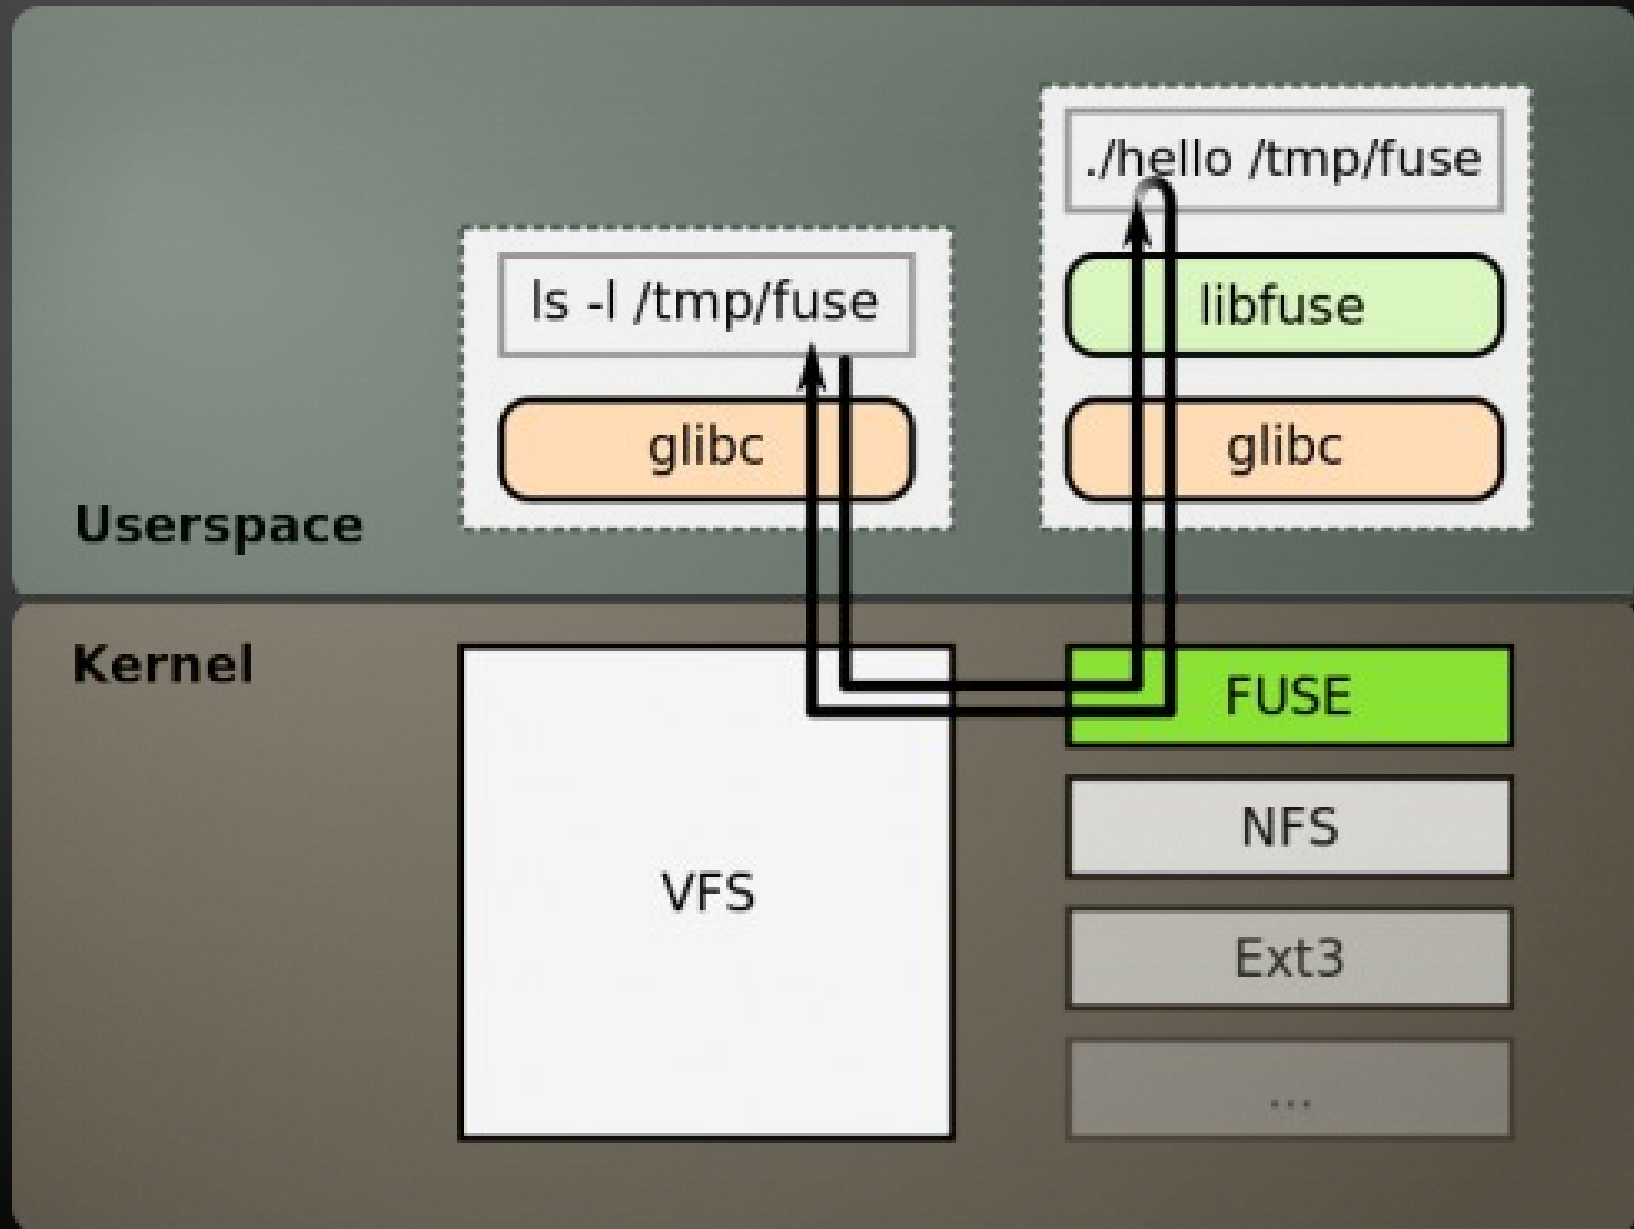 ./hello /tmp/fuse
ls -l /tmp/fuse
libfuse
glibc
glibc
Userspace
Kernel
FUSE
NFS
VFS
Ext3
...